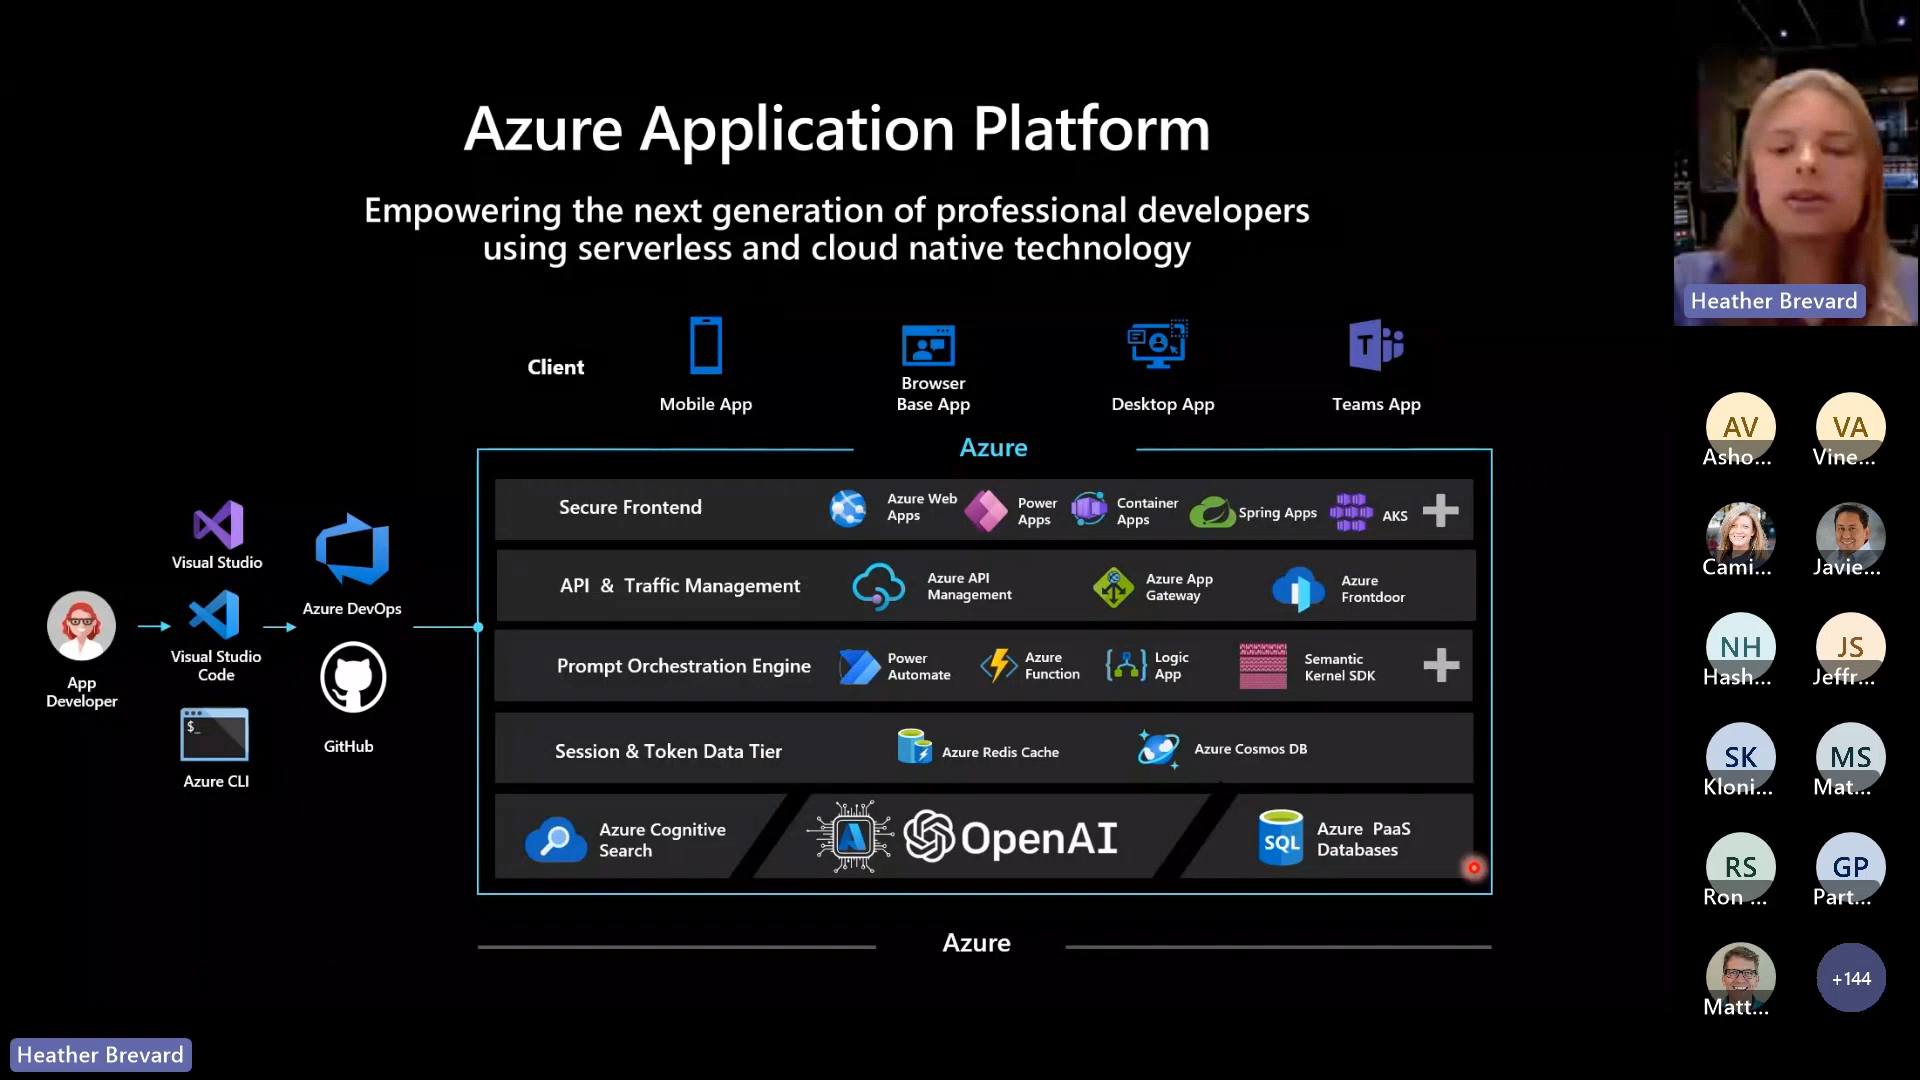 Azure Application Platform
Empowering the next generation of professional developers
using serverless and cloud native technology
Client
Mobile App
Browser
Base App
Desktop App
T
Teams App
Azure
Secure Frontend
Azure Web
Apps
Power
Apps
Container
Apps
Spring Apps
AKS
API & Traffic Management
Azure API
Management
Azure App
Gateway
Azure
Frontdoor
Prompt Orchestration Engine
Power
Automate
Azure
Function
Logic
App
Semantic
Kernel SDK
Session & Token Data Tier
Azure Redis Cache
Azure Cosmos DB
Azure Cognitive
Search
OpenAI
SQL
Azure PaaS
Databases
Azure
App
Developer
Visual Studio
Visual Studio
Code
$_
Azure CLI
Azure DevOps
GitHub
Heather Brevard
AV
Asho...
VA
Vine...
Cami...
Javie...
NH
Hash...
JS
Jeffr...
SK
Kloni...
MS
Mat...
RS
Ron ...
GP
Part...
Matt...
+144
Heather Brevard